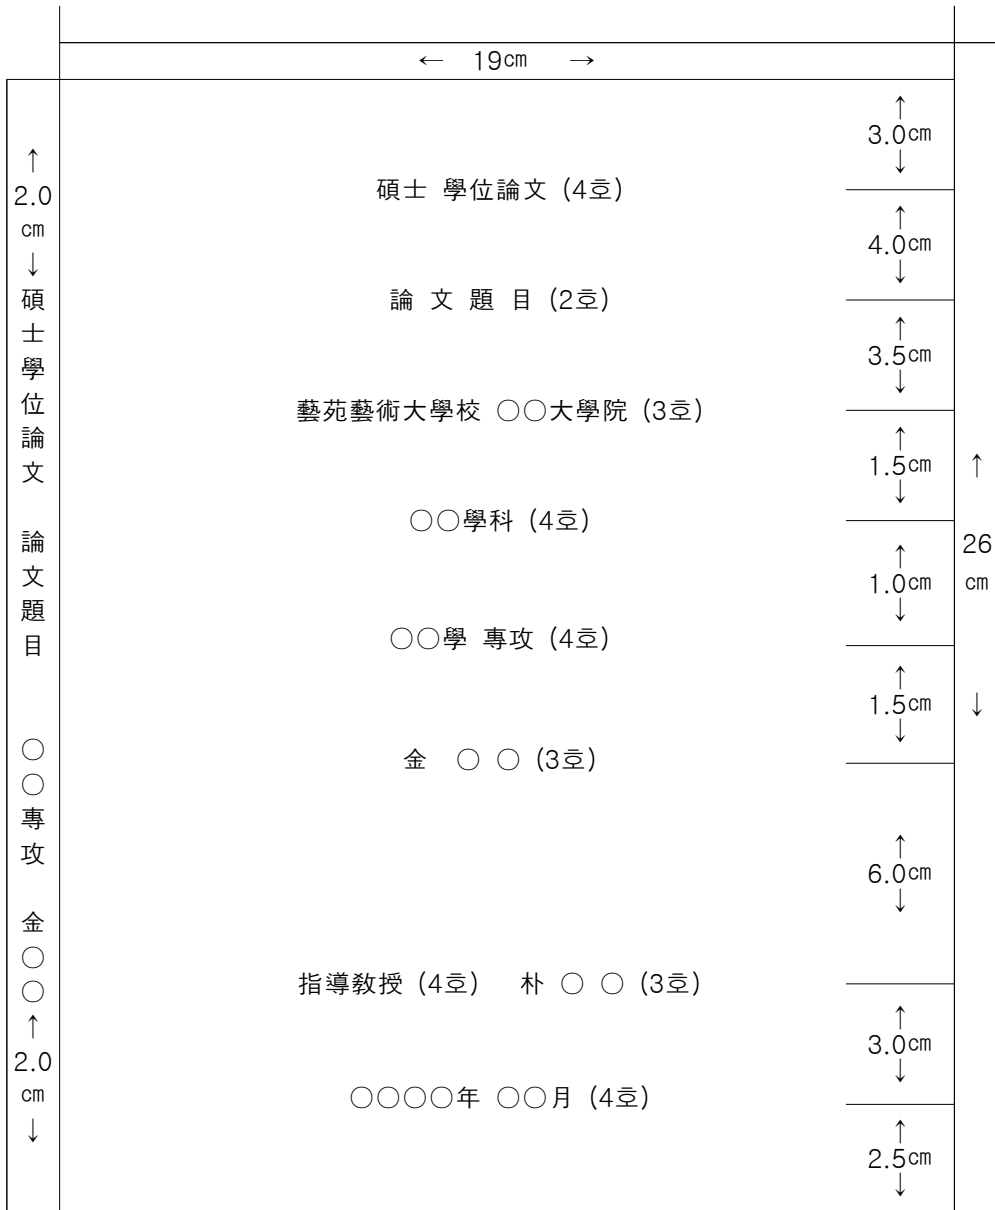 ← 19㎝ →
↑
2.0
㎝
↓
碩
士
學
位
論
文
論
文
題
目
○
○
專
攻
金
○
○
↑
2.0
㎝
↓
碩士 學位論文 (4호)
論 文 題 目 (2호)
藝苑藝術大學校 ○○大學院 (3호)
○○學科 (4호)
○○學 專攻 (4호)
金 ○ ○ (3호)
指導敎授 (4호) 朴 ○ ○ (3호)
○○○○年 ○○月 (4호)
↑
3.0㎝
↓
↑
4.0㎝
↓
↑
3.5㎝
↓
↑
1.5㎝
↓
↑
1.0㎝
↓
↑
1.5㎝
↓
↑
6.0㎝
↓
↑
3.0㎝
↓
↑
2.5㎝
↓
↑
26
㎝
↓